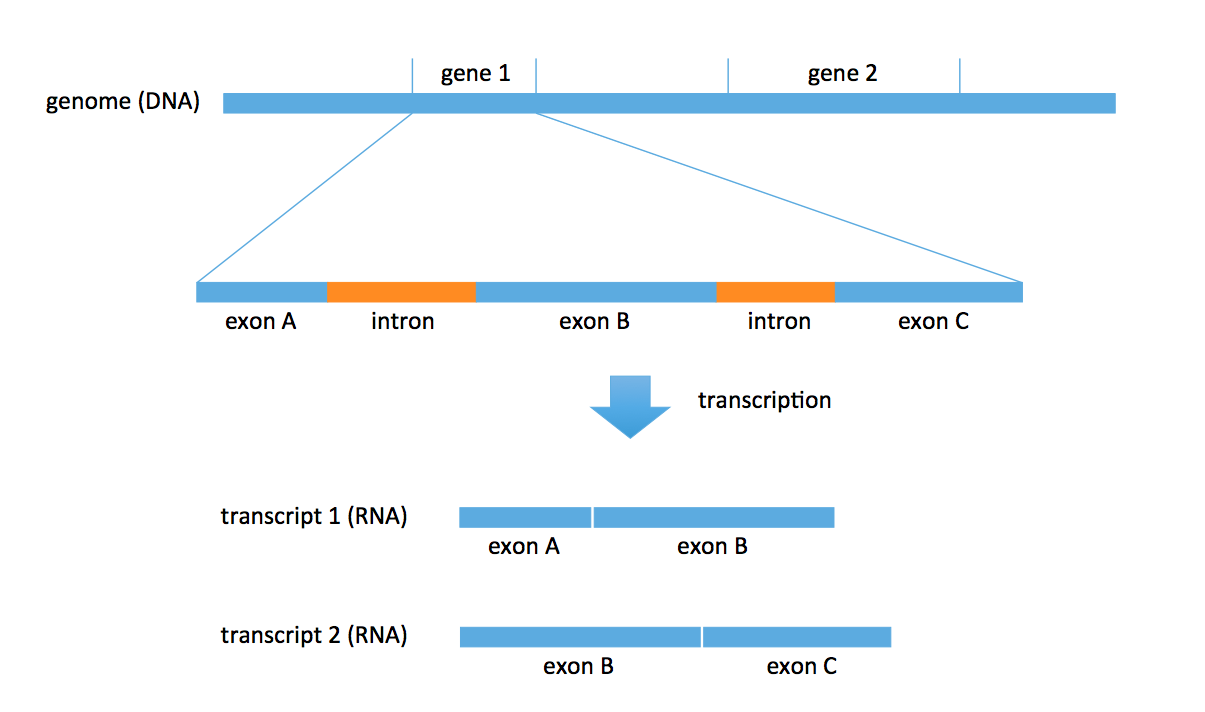 gene 1
gene 2
genome (DNA)
exon A
intron
exon B
intron
exon C
transcription
transcript 1 (RNA)
exon A
exon B
transcript 2 (RNA)
exon B
exon C